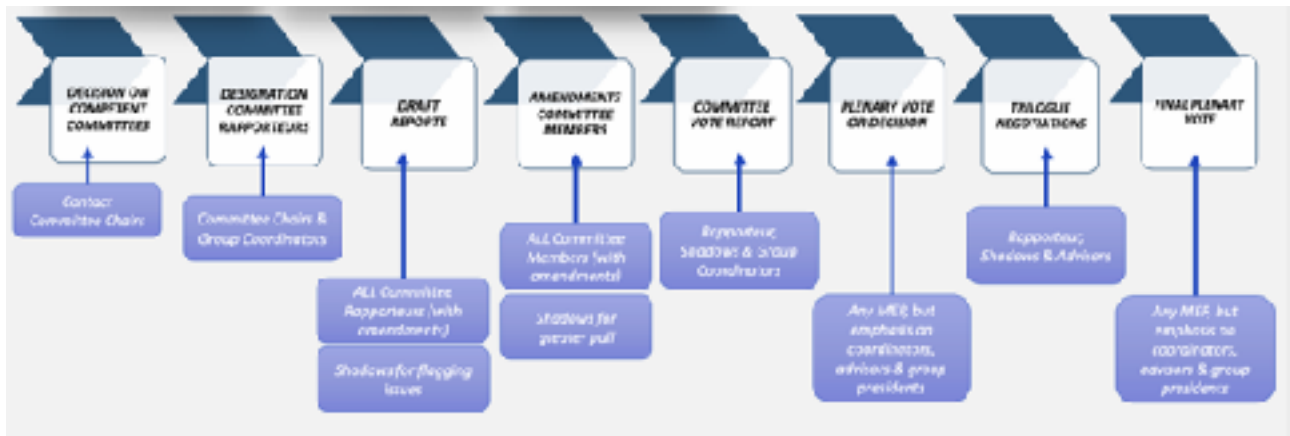 DECISION ON
COMPETENT
COMMITTEES
DESIGNATION
COMMITTEE
RAPPORTEURS
DRAFT
REPORTS
AMENDMENTS
COMMITTEE
MEMBERS
COMMITTEE
VOTE REPORT
PLENARY VOTE
ON DECISION
TRILOGUE
NEGOTIATIONS
FINAL PLENARY
VOTE
Contact
Committee Chairs
Committee Chairs &
Group Coordinators
ALL Committee
Rapporteurs (with
amendments)
Shadows for flagging
issues
ALL Committee
Members (with
amendments)
Shadows for
greater pull
Rapporteur,
Shadows & Group
Coordinators
Any MEP, but
emphasis on
coordinators,
advisors & group
presidents
Rapporteur,
Shadows & Advisors
Any MEP, but
emphasis on
coordinators,
advisors & group
presidents